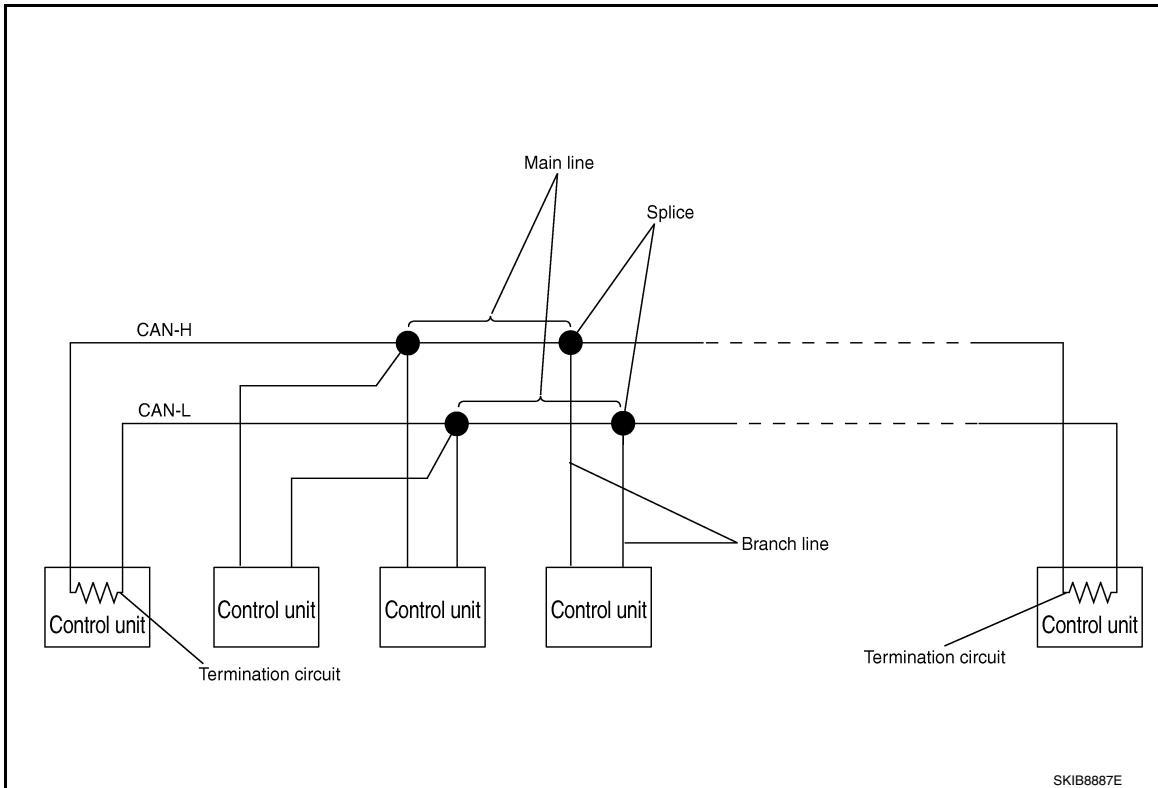 Main line
Splice
CAN-H
CAN-L
Branch line
Control unit
Control unit
Control unit
Control unit
Control unit
Termination circuit
Termination circuit
SKIB8887E